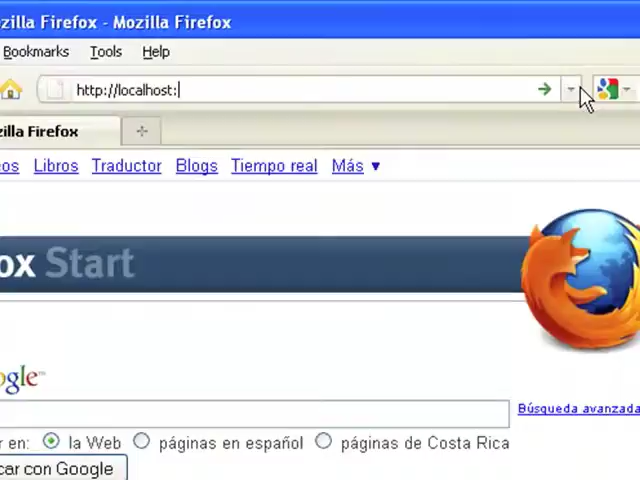 zilla Firefox - Mozilla Firefox
Bookmarks Tools Help
http://localhost:
zilla Firefox
os Libros Traductor Blogs Tiempo real Más ▼
ox Start
ogle™
Búsqueda avanzada
r en: la Web páginas en español páginas de Costa Rica
car con Google